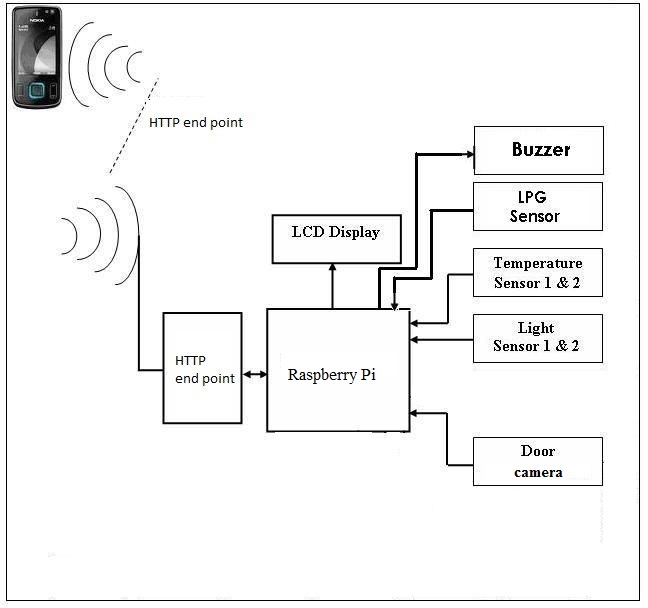 NOKIA
HTTP end point
Buzzer
LPG
Sensor
LCD Display
Temperature
Sensor 1 & 2
Light
Sensor 1 & 2
HTTP
end point
Raspberry Pi
Door
camera